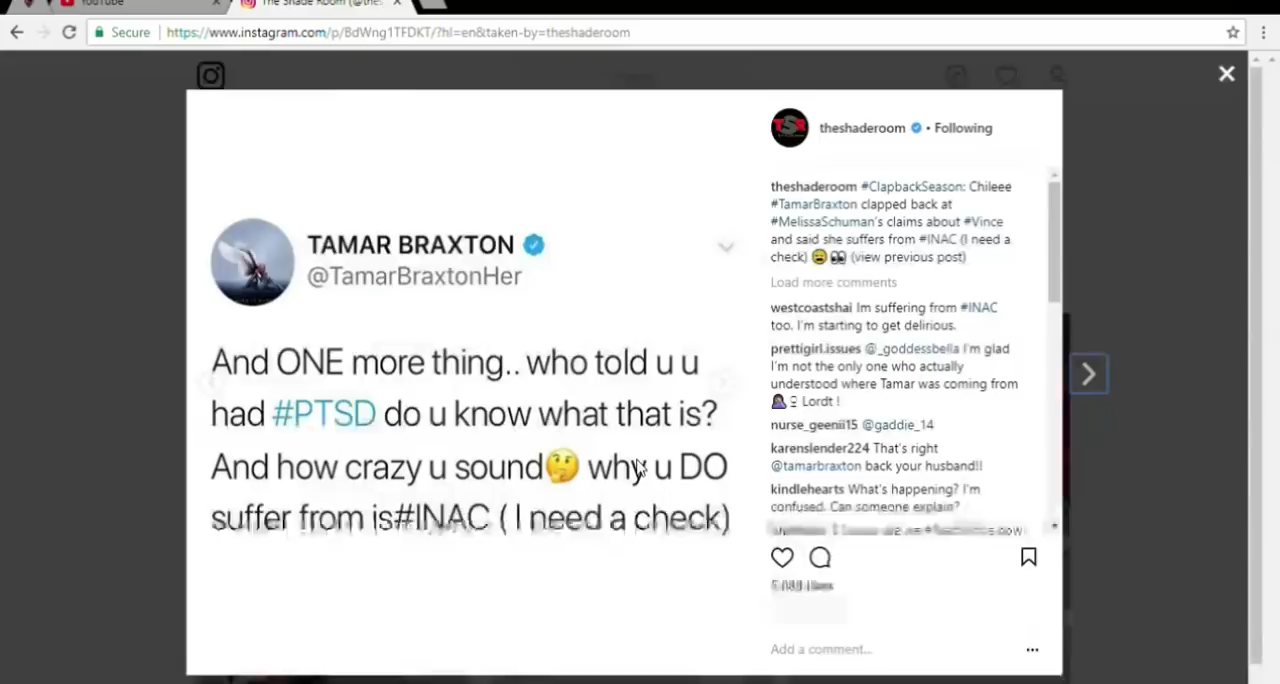 YouTube
The Shade Room (@the
Secure
https://www.instagram.com/p/BdWng1TFDKT/?hl=en&taken-by=theshaderoom
TAMAR BRAXTON
@TamarBraxtonHer
And ONE more thing.. who told u u
had #PTSD do u know what that is?
And how crazy u sound🤔 why u DO
suffer from is#INAC ( I need a check)
TSR
theshaderoom • Following
theshaderoom #ClapbackSeason: Chileee
#TamarBraxton clapped back at
#MelissaSchuman's claims about #Vince
and said she suffers from #INAC (I need a
check) 😩 👀 (view previous post)
Load more comments
westcoastshai Im suffering from #INAC
too. I'm starting to get delirious.
prettigirl.issues @_goddessbella I'm glad
I'm not the only one who actually
understood where Tamar was coming from
Lordt !
nurse_geenii15 @gaddie_14
karenslender224 That's right
@tamarbraxton back your husband!!
kindlehearts What's happening? I'm
confused. Can someone explain?
likes
Add a comment...